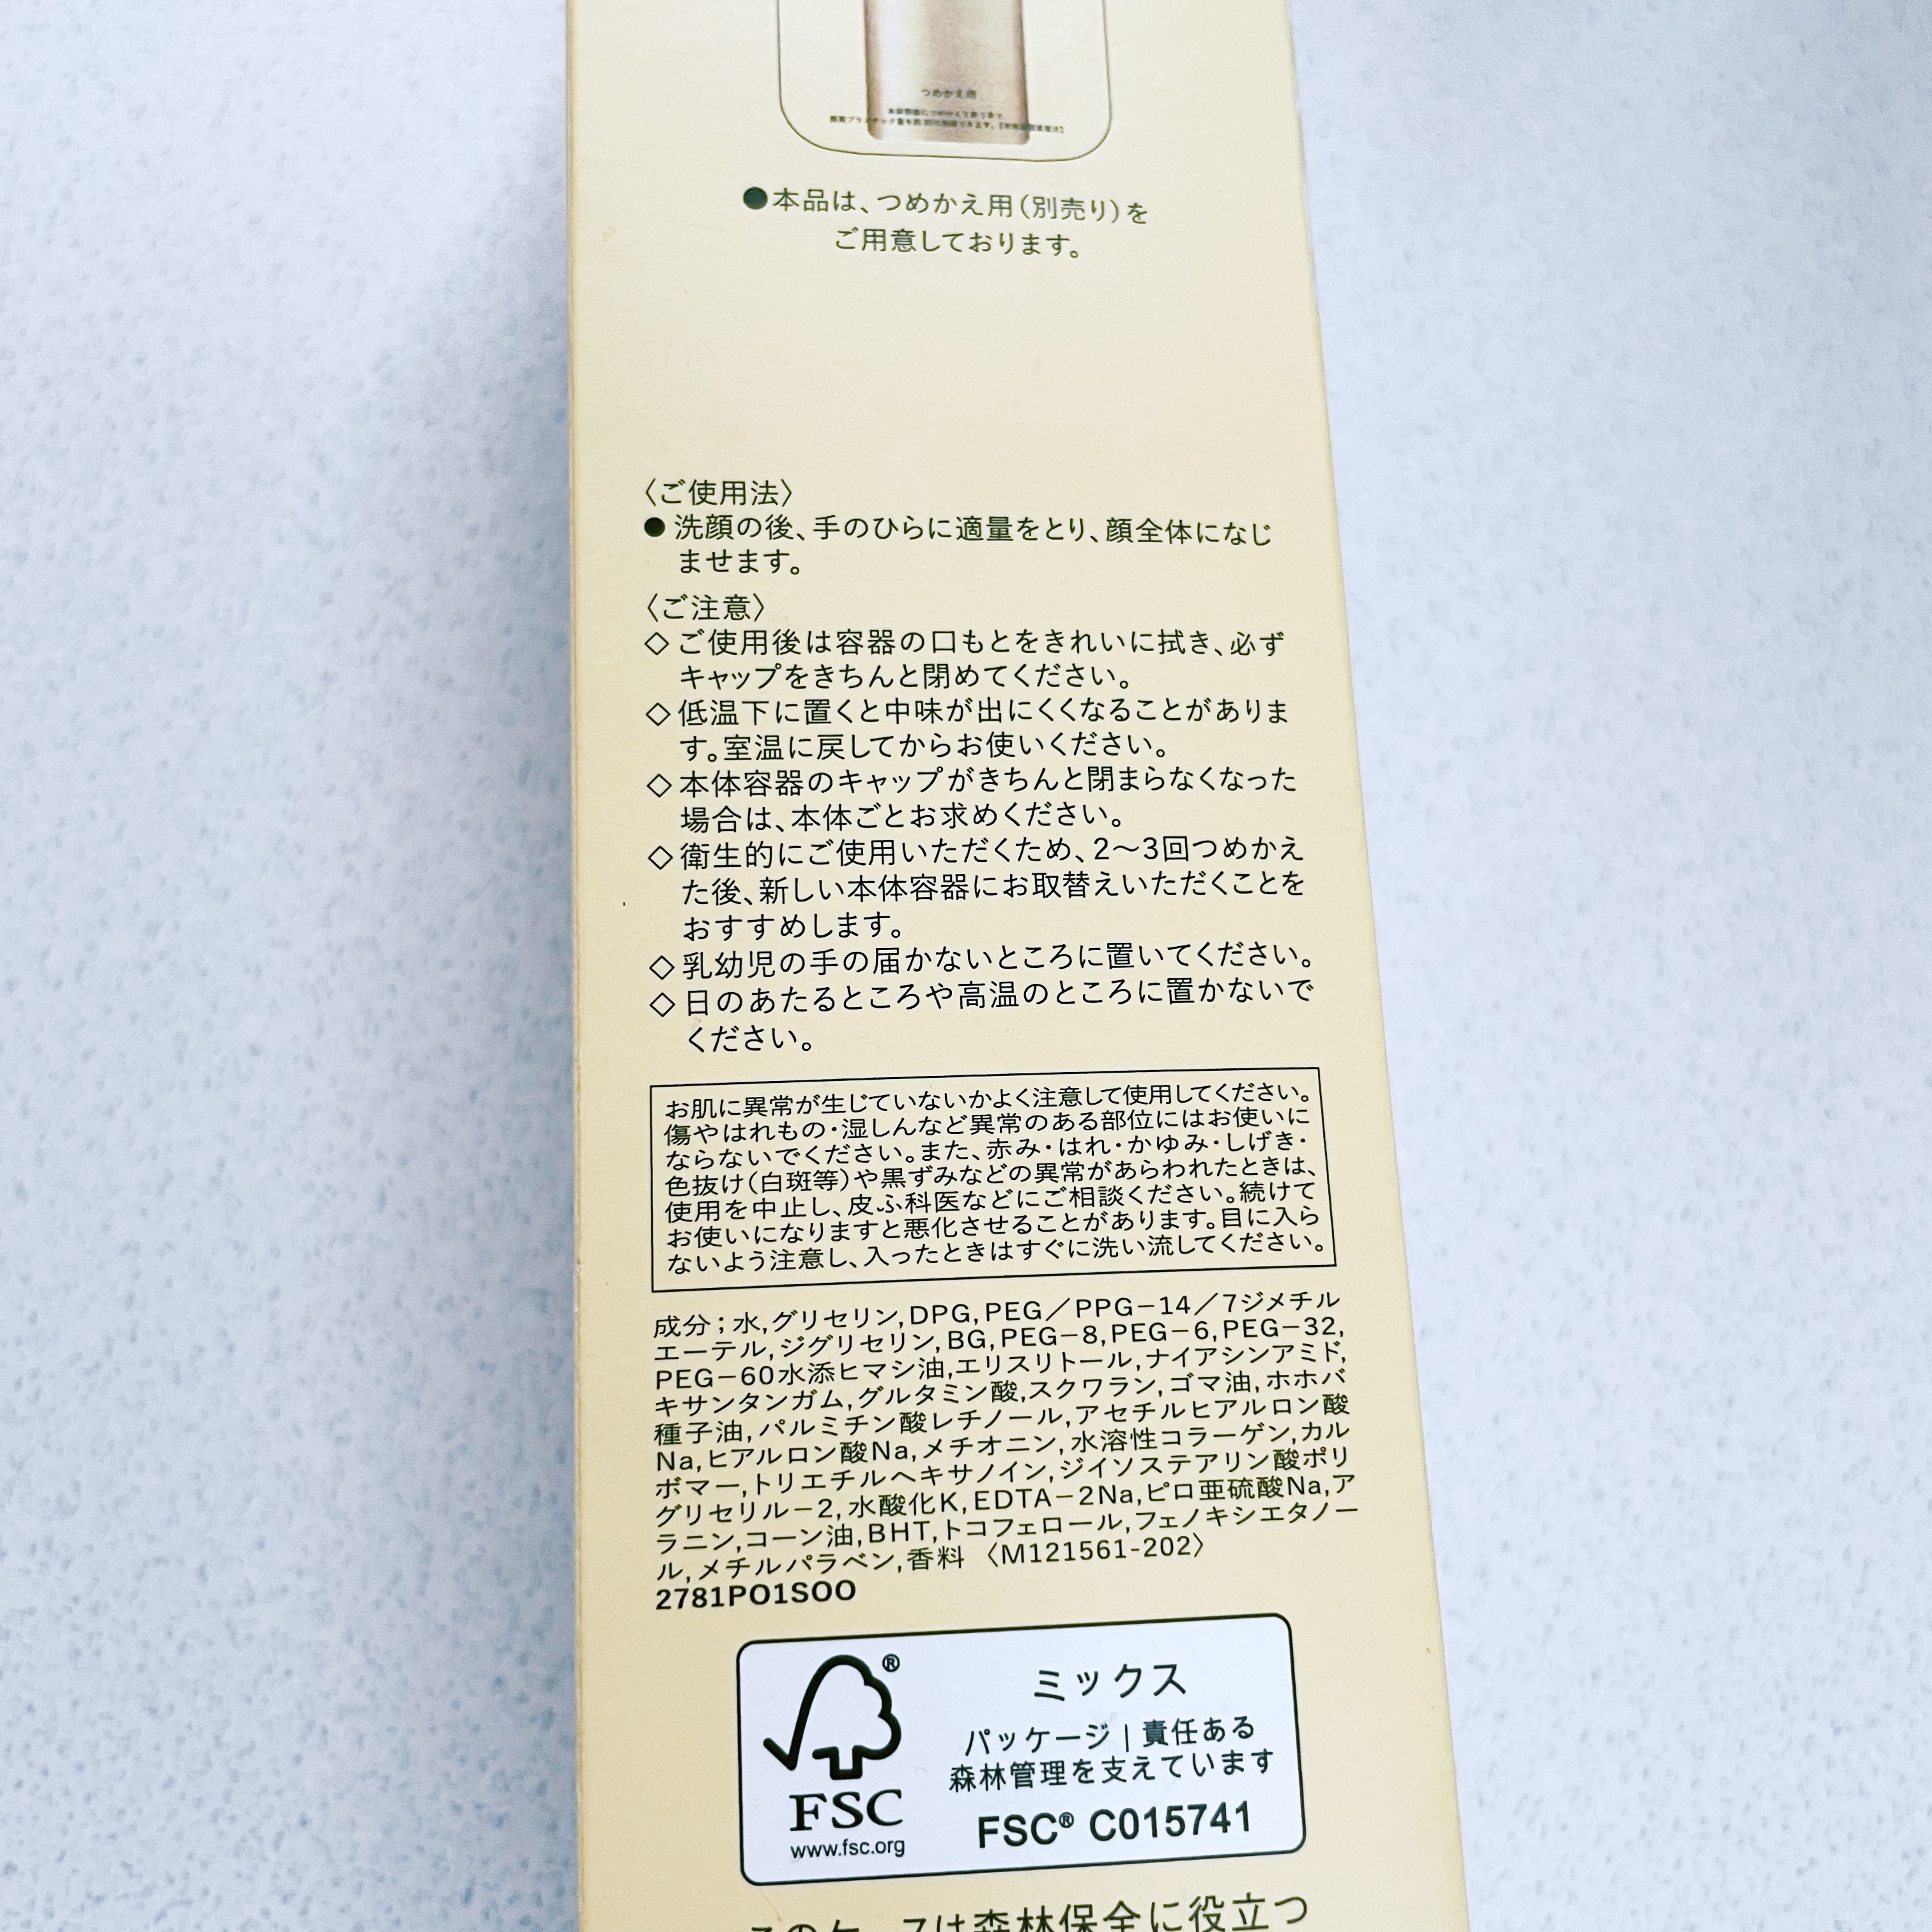 つめかえ用
●本品は、つめかえ用（別売り）を
ご用意しております。
〈ご使用法〉
● 洗顔の後、手のひらに適量をとり、顔全体になじ
ませます。
〈ご注意〉
◇ご使用後は容器の口もとをきれいに拭き、必ず
キャップをきちんと閉めてください。
◇低温下に置くと中味が出にくくなることがありま
す。室温に戻してからお使いください。
◇本体容器のキャップがきちんと閉まらなくなった
場合は、本体ごとお求めください。
◇衛生的にご使用いただくため、2〜3回つめかえ
た後、新しい本体容器にお取替えいただくことを
おすすめします。
◇乳幼児の手の届かないところに置いてください。
◇日のあたるところや高温のところに置かないで
ください。
お肌に異常が生じていないかよく注意して使用してください。
傷やはれもの・湿しんなど異常のある部位にはお使いに
ならないでください。また、赤み・はれ・かゆみ・しげき・
色抜け（白斑等）や黒ずみなどの異常があらわれたときは、
使用を中止し、皮ふ科医などにご相談ください。続けて
お使いになりますと悪化させることがあります。目に入ら
ないよう注意し、入ったときはすぐに洗い流してください。
成分；水,グリセリン,DPG,PEG／PPG−14／7ジメチル
エーテル,ジグリセリン,BG,PEG−8,PEG−6,PEG−32,
PEG−60水添ヒマシ油,エリスリトール,ナイアシンアミド,
キサンタンガム,グルタミン酸,スクワラン,ゴマ油,ホホバ
種子油,パルミチン酸レチノール,アセチルヒアルロン酸
Na,ヒアルロン酸Na,メチオニン,水溶性コラーゲン,カル
ボマー,トリエチルヘキサノイン,ジイソステアリン酸ポリ
グリセリル−2,水酸化K,EDTA−2Na,ピロ亜硫酸Na,ア
ラニン,コーン油,BHT,トコフェロール,フェノキシエタノー
ル,メチルパラベン,香料 〈M121561-202〉
2781PO1SOO
®
FSC
www.fsc.org
ミックス
パッケージ | 責任ある
森林管理を支えています
FSC® C015741
このケースは森林保全に役立つ